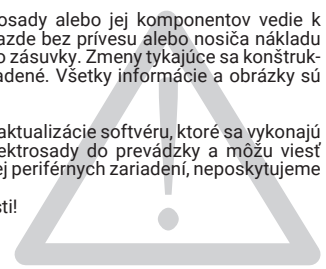 osady alebo jej komponentov vedie k
azde bez prívesu alebo nosiča nákladu
o zásuvky. Zmeny tykajúce sa konštruk-
adené. Všetky informácie a obrázky sú
aktualizácie softvéru, ktoré sa vykonajú
ektrosady do prevádzky a môžu viesť
ej periférnych zariadení, neposkytujeme
sti!